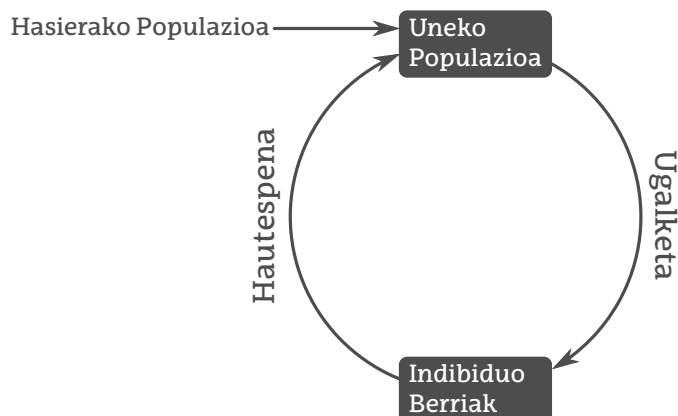 Hasierako Populazioa
Uneko
Populazioa
Hautespena
Ugalketa
Indibiduo
Berriak